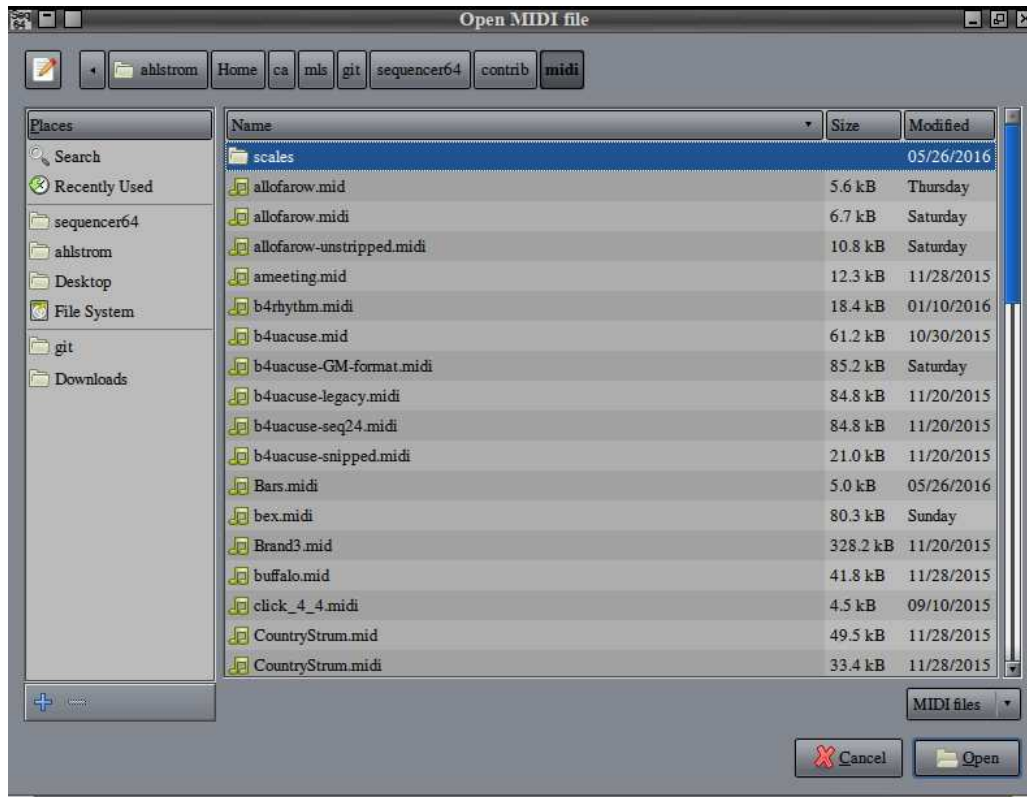 Seq 64 Open MIDI file
ahlstrom Home ca mls git sequencer64 contrib midi
Places
Search
Recently Used
sequencer64
ahlstrom
Desktop
File System
git
Downloads
Name Size Modified
scales 05/26/2016
allofarow.mid 5.6 kB Thursday
allofarow.midi 6.7 kB Saturday
allofarow-unstripped.midi 10.8 kB Saturday
ameeting.mid 12.3 kB 11/28/2015
b4rhythm.midi 18.4 kB 01/10/2016
b4uacuse.mid 61.2 kB 10/30/2015
b4uacuse-GM-format.midi 85.2 kB Saturday
b4uacuse-legacy.midi 84.8 kB 11/20/2015
b4uacuse-seq24.midi 84.8 kB 11/20/2015
b4uacuse-snipped.midi 21.0 kB 11/20/2015
Bars.midi 5.0 kB 05/26/2016
bex.midi 80.3 kB Sunday
Brand3.mid 328.2 kB 11/20/2015
buffalo.mid 41.8 kB 11/28/2015
click_4_4.midi 4.5 kB 09/10/2015
CountryStrum.mid 49.5 kB 11/28/2015
CountryStrum.midi 33.4 kB 11/28/2015
MIDI files
Cancel Open